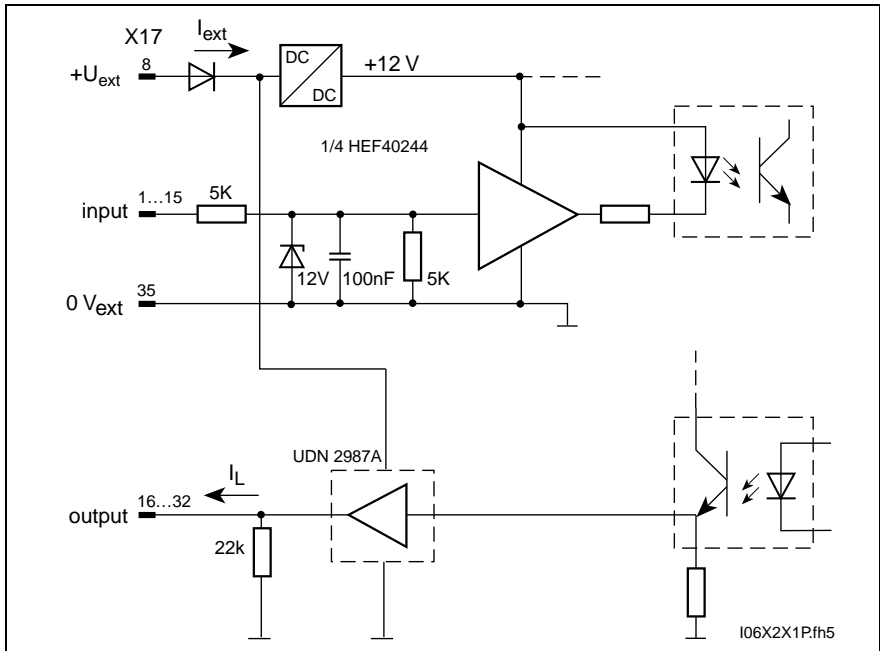 X17
I_ext
+U_ext
8
DC
DC
+12 V
1/4 HEF40244
input
1...15
5K
12V
100nF
5K
0 V_ext
35
UDN 2987A
I_L
output
16...32
22k
I06X2X1P.fh5